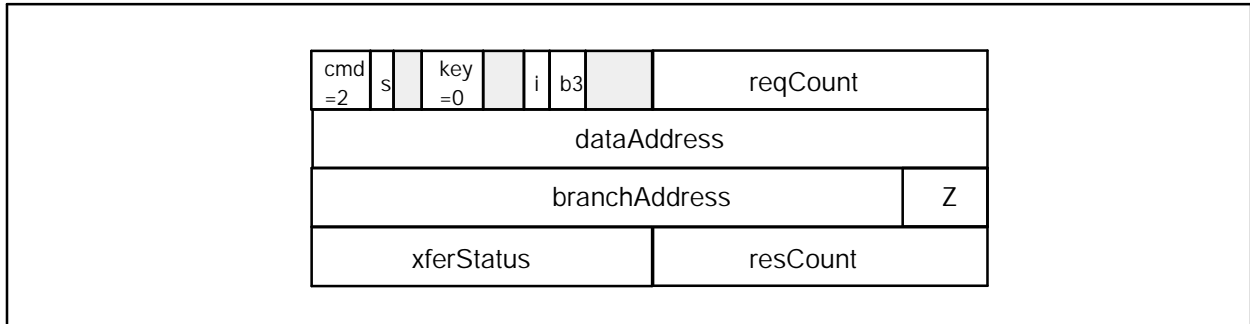 cmd =2 s key =0 i b3 reqCount
dataAddress
branchAddress Z
xferStatus resCount